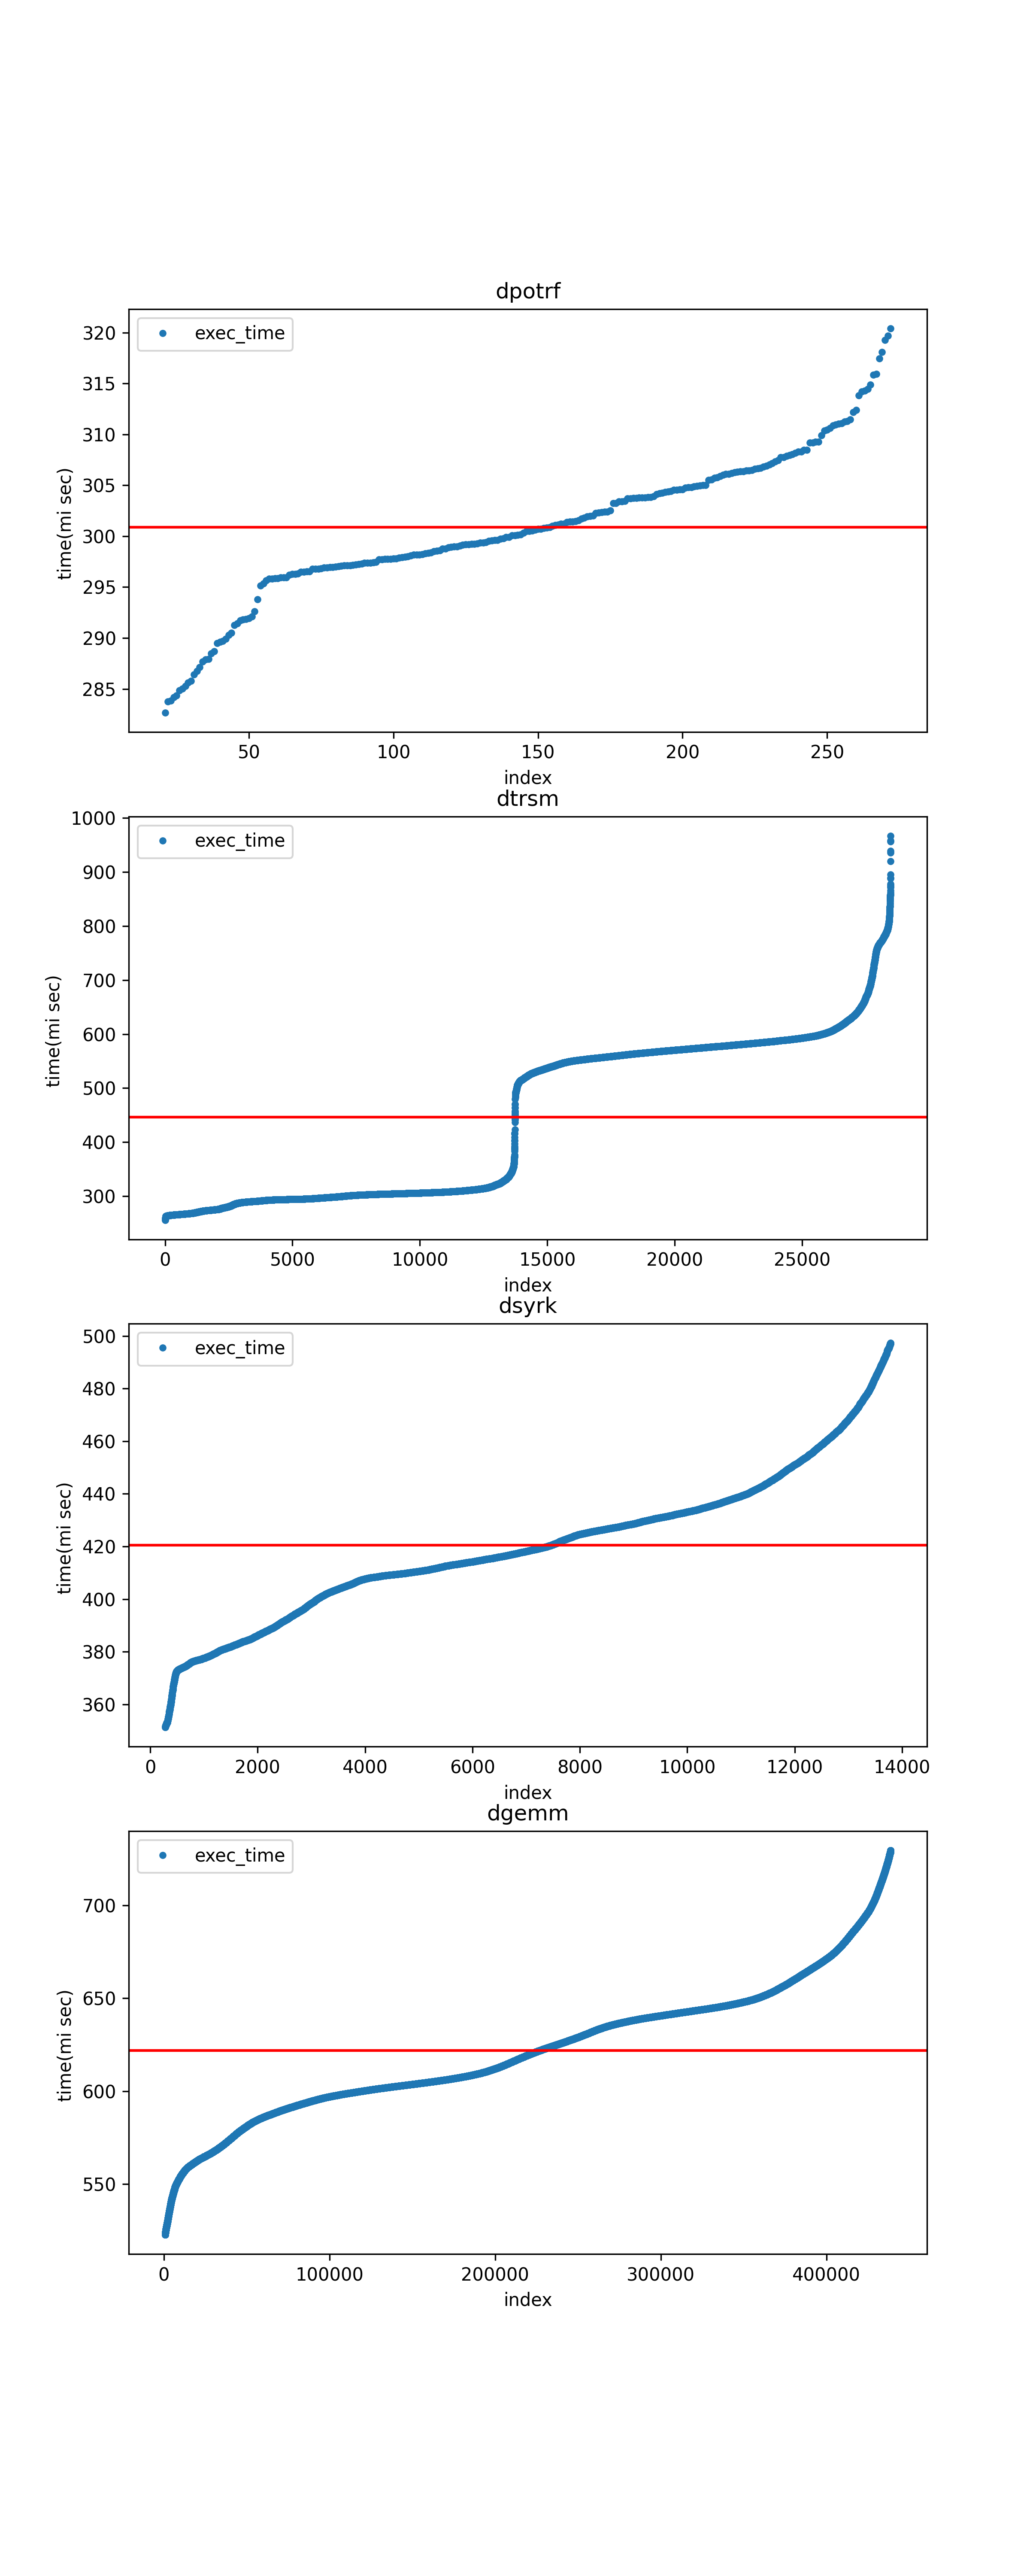 dpotrf
exec_time
320
315
310
305
300
295
290
285
time(mi sec)
50 100 150 200 250
index
dtrsm
exec_time
1000
900
800
700
600
500
400
300
time(mi sec)
0 5000 10000 15000 20000 25000
index
dsyrk
exec_time
500
480
460
440
420
400
380
360
time(mi sec)
0 2000 4000 6000 8000 10000 12000 14000
index
dgemm
exec_time
700
650
600
550
time(mi sec)
0 100000 200000 300000 400000
index